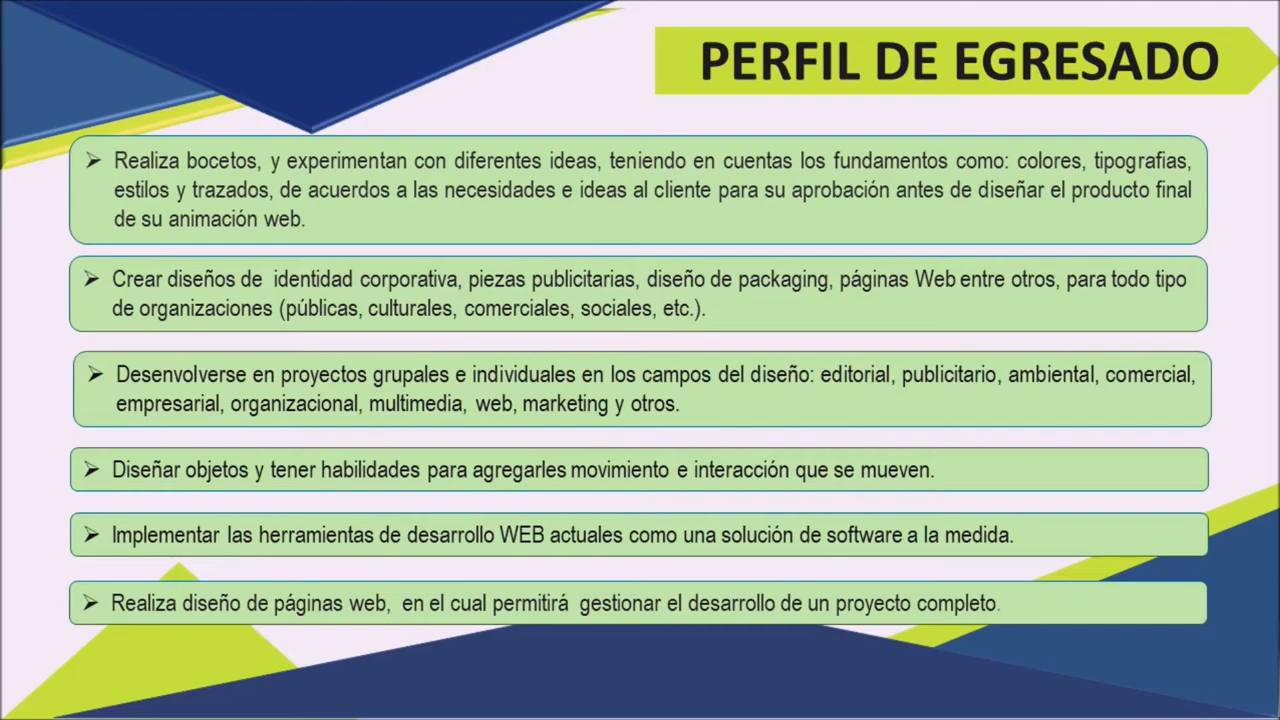 PERFIL DE EGRESADO
➢ Realiza bocetos, y experimentan con diferentes ideas, teniendo en cuentas los fundamentos como: colores, tipografias,
estilos y trazados, de acuerdos a las necesidades e ideas al cliente para su aprobación antes de diseñar el producto final
de su animación web.
➢ Crear diseños de identidad corporativa, piezas publicitarias, diseño de packaging, páginas Web entre otros, para todo tipo
de organizaciones (públicas, culturales, comerciales, sociales, etc.).
➢ Desenvolverse en proyectos grupales e individuales en los campos del diseño: editorial, publicitario, ambiental, comercial,
empresarial, organizacional, multimedia, web, marketing y otros.
➢ Diseñar objetos y tener habilidades para agregarles movimiento e interacción que se mueven.
➢ Implementar las herramientas de desarrollo WEB actuales como una solución de software a la medida.
➢ Realiza diseño de páginas web, en el cual permitirá gestionar el desarrollo de un proyecto completo.